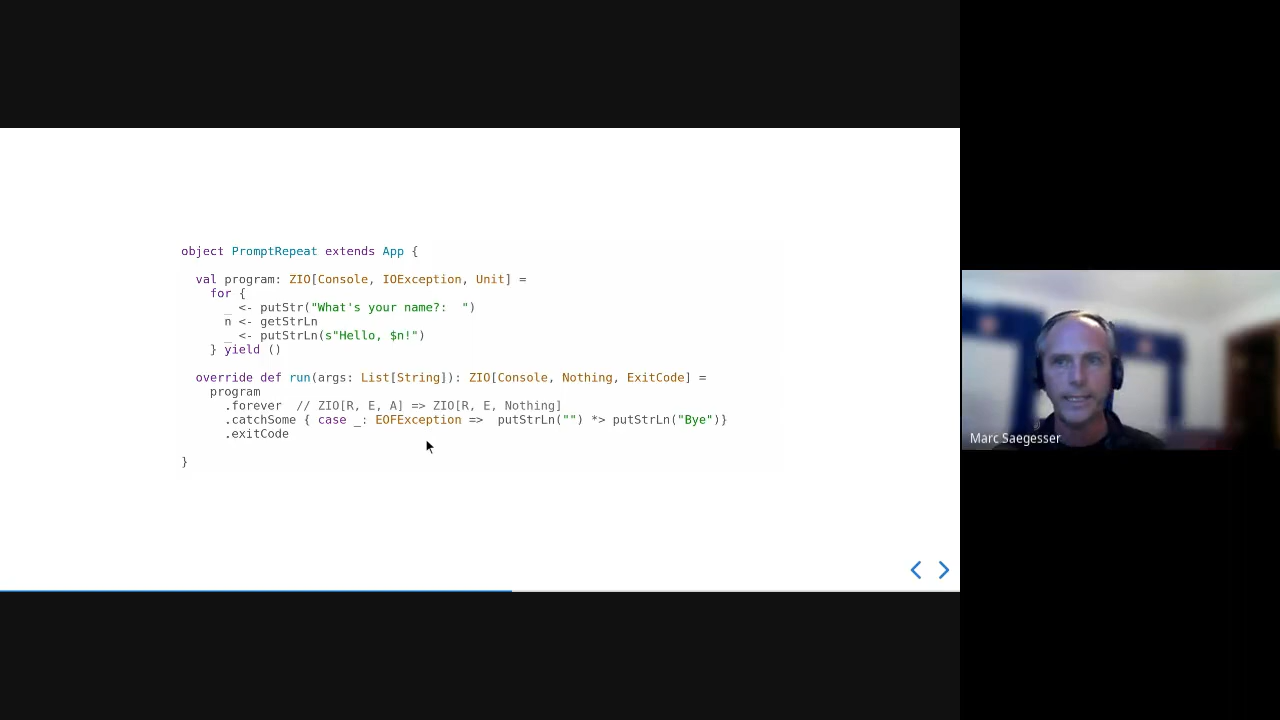 object PromptRepeat extends App {
val program: ZIO[Console, IOException, Unit] =
for {
_ <- putStr("What's your name?:  ")
n <- getStrLn
_ <- putStrLn(s"Hello, $n!")
} yield ()
override def run(args: List[String]): ZIO[Console, Nothing, ExitCode] =
program
.forever  // ZIO[R, E, A] => ZIO[R, E, Nothing]
.catchSome { case _: EOFException =>  putStrLn("") *> putStrLn("Bye")}
.exitCode
}
Marc Saegesser